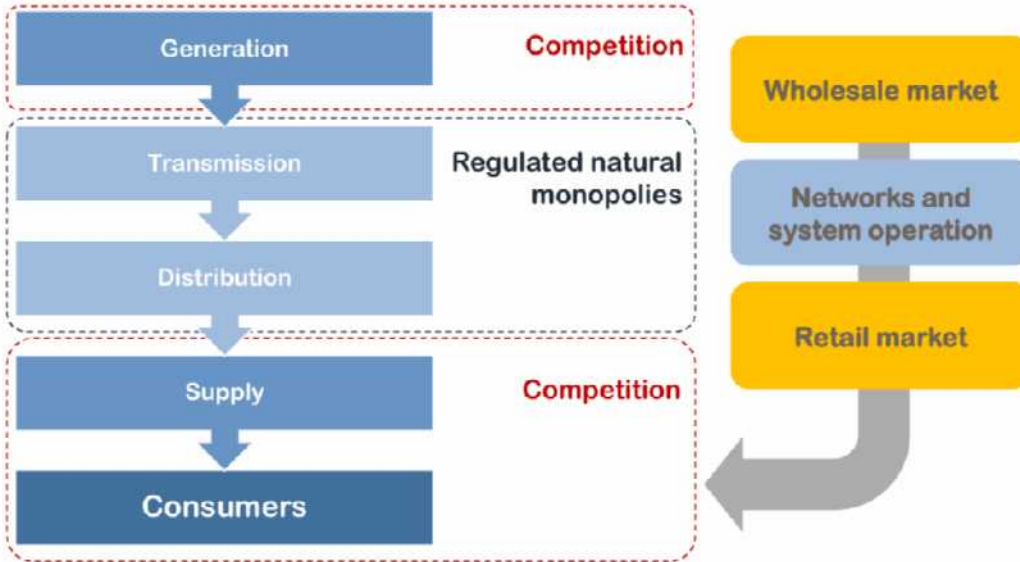 Generation
Competition
Transmission
Regulated natural
monopolies
Distribution
Supply
Competition
Consumers
Wholesale market
Networks and
system operation
Retail market